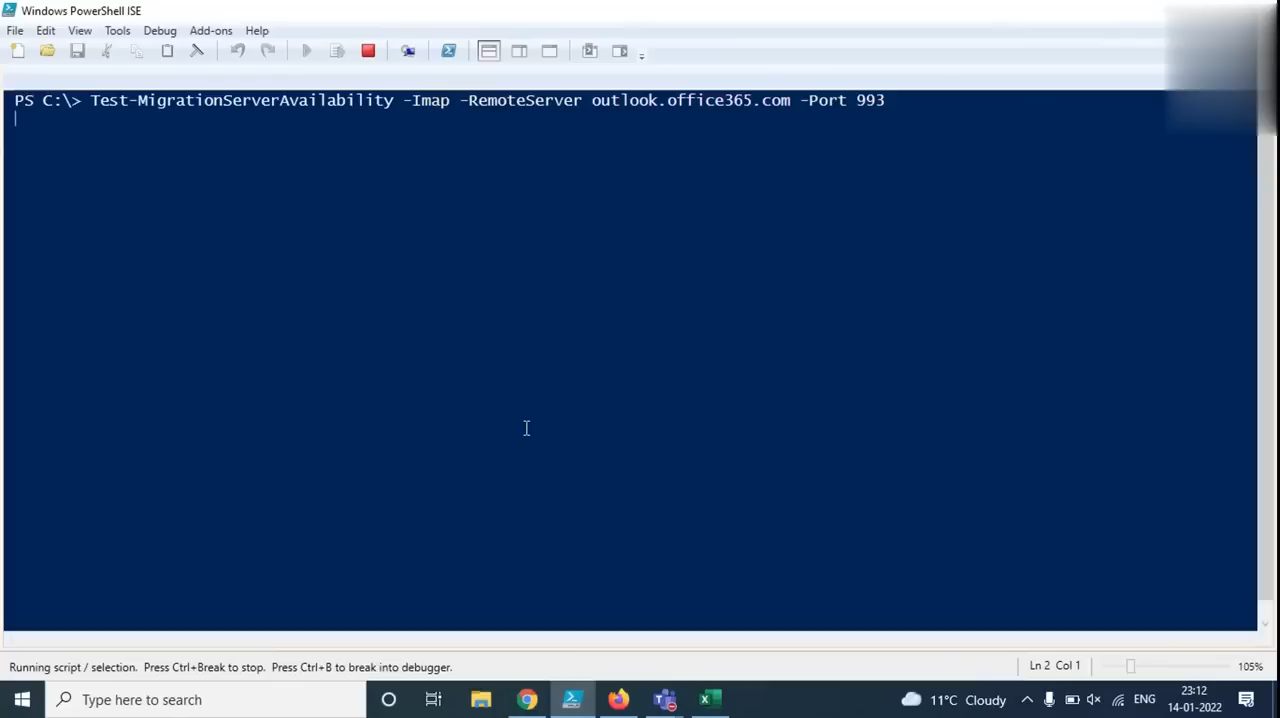 Windows PowerShell ISE
File Edit View Tools Debug Add-ons Help
PS C:\> Test-MigrationServerAvailability -Imap -RemoteServer outlook.office365.com -Port 993
Running script / selection. Press Ctrl+Break to stop. Press Ctrl+B to break into debugger.
Ln 2 Col 1
105%
Type here to search
11°C Cloudy
ENG
23:12
14-01-2022